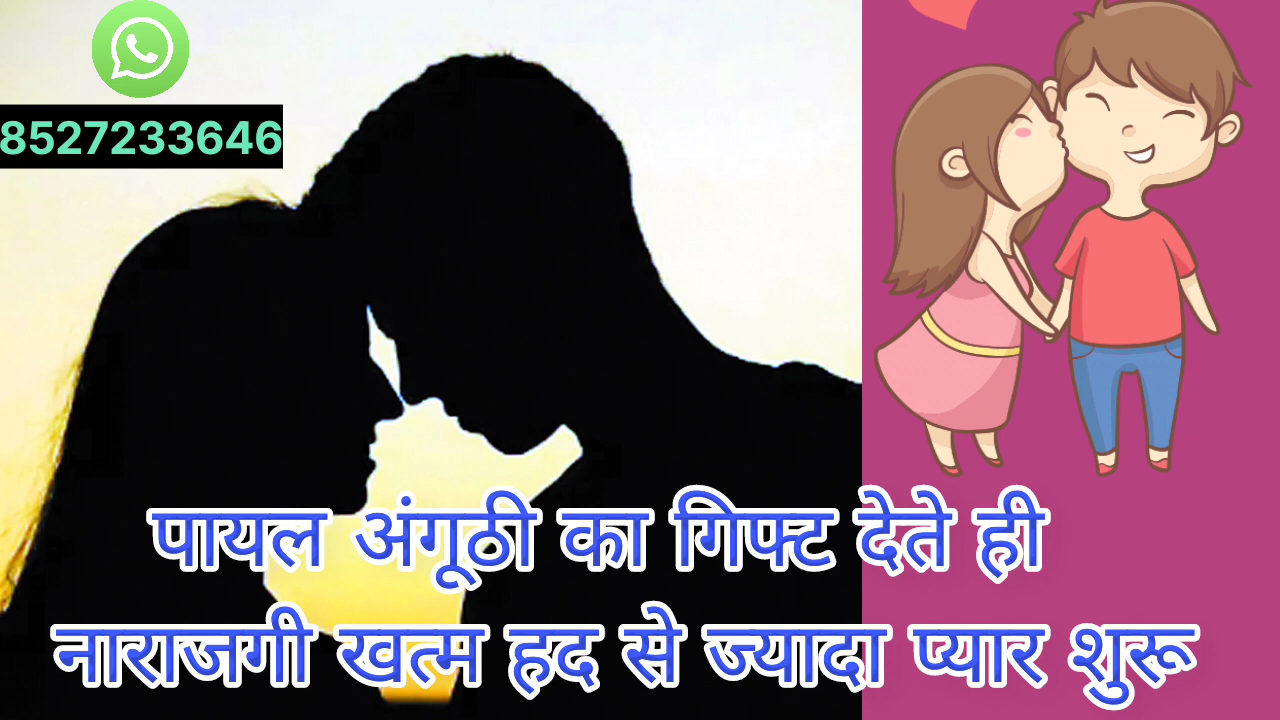 8527233646
पायल अंगूठी का गिफ्ट देते ही
नाराजगी खत्म हद से ज्यादा प्यार शुरू